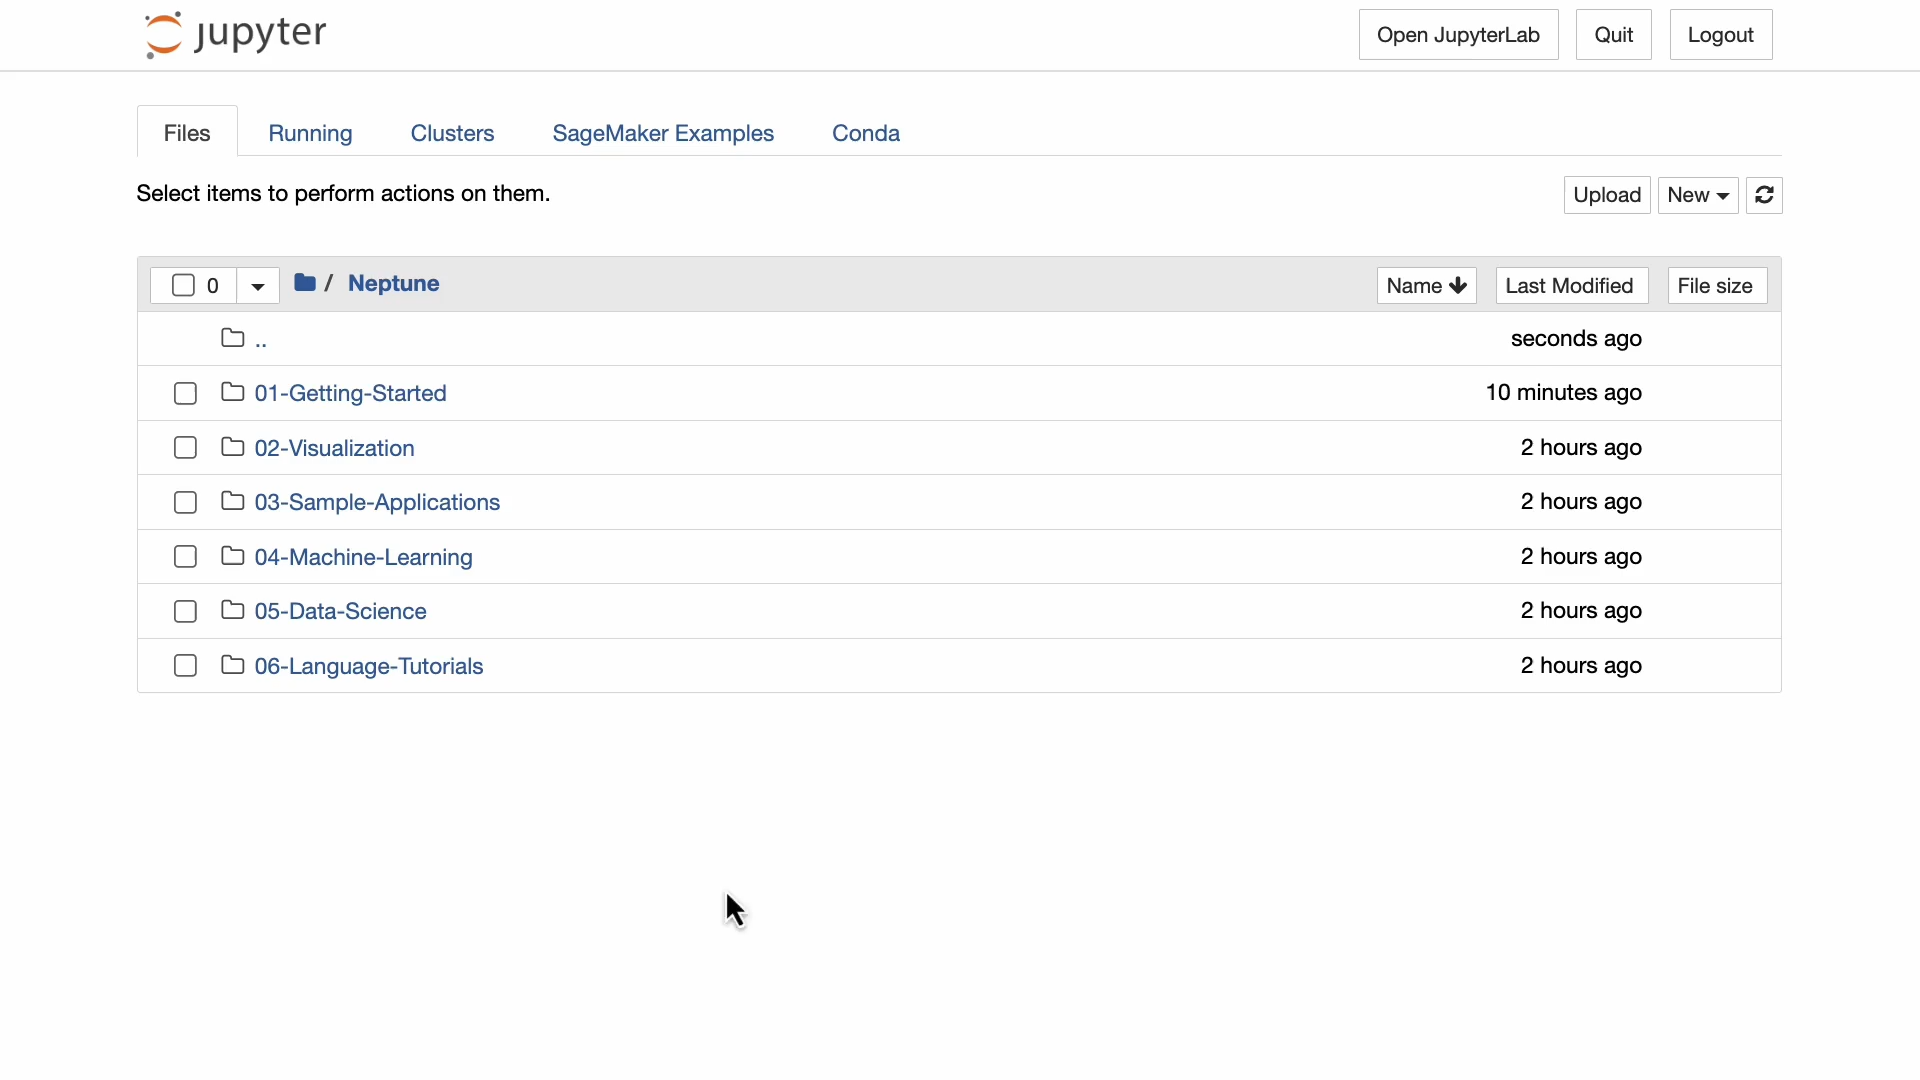 jupyter
Open JupyterLab Quit Logout
Files Running Clusters SageMaker Examples Conda
Select items to perform actions on them.
Upload New
0 / Neptune Name Last Modified File size
.. seconds ago
01-Getting-Started 10 minutes ago
02-Visualization 2 hours ago
03-Sample-Applications 2 hours ago
04-Machine-Learning 2 hours ago
05-Data-Science 2 hours ago
06-Language-Tutorials 2 hours ago